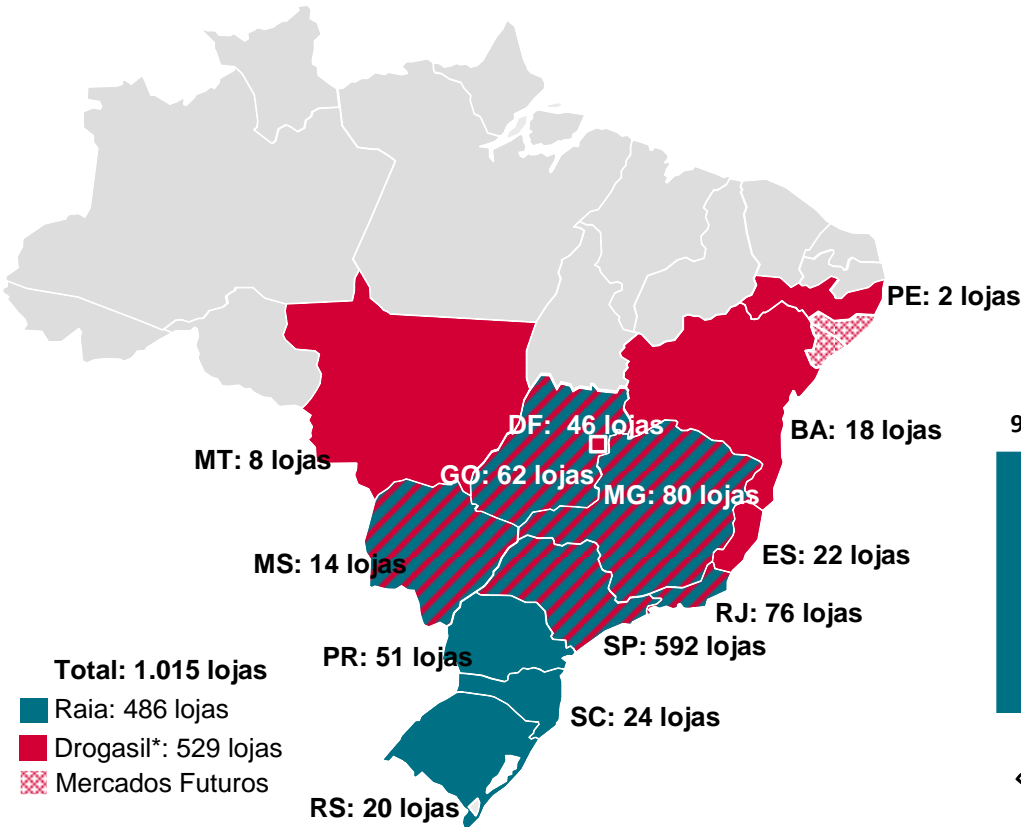 PE: 2 lojas
DF: 46 lojas
BA: 18 lojas
9
MT: 8 lojas
GO: 62 lojas
MG: 80 lojas
ES: 22 lojas
MS: 14 lojas
RJ: 76 lojas
SP: 592 lojas
PR: 51 lojas
Total: 1.015 lojas
Raia: 486 lojas
SC: 24 lojas
Drogasil*: 529 lojas
Mercados Futuros
RS: 20 lojas